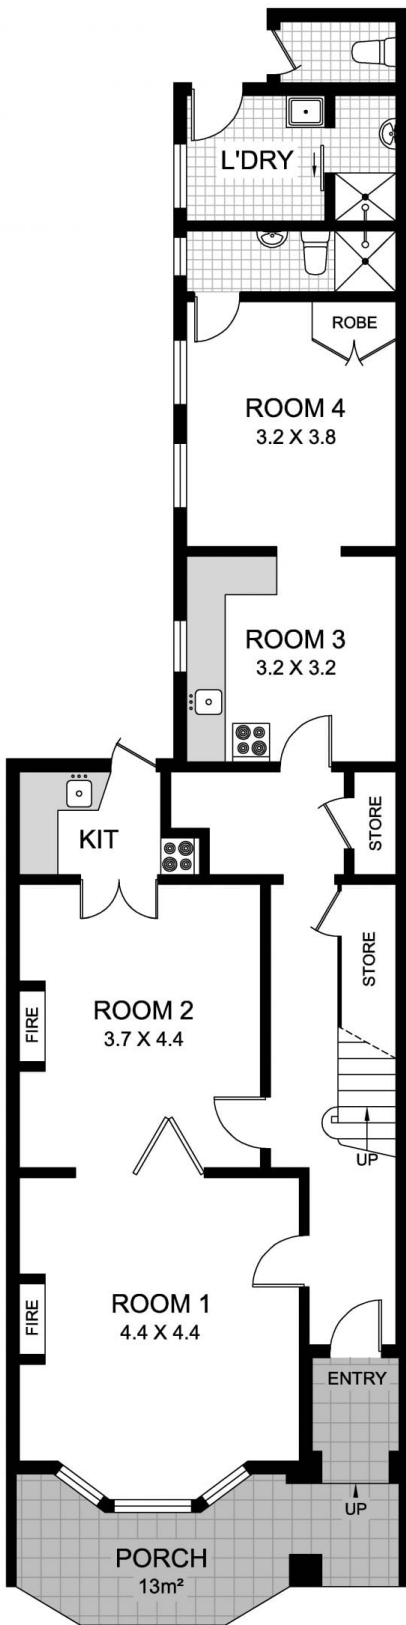 L'DRY
ROBE
ROOM 4
3.2 X 3.8
ROOM 3
3.2 X 3.2
KIT
STORE
STORE
ROOM 2
3.7 X 4.4
FIRE
UP
ROOM 1
4.4 X 4.4
FIRE
ENTRY
UP
PORCH
13m²